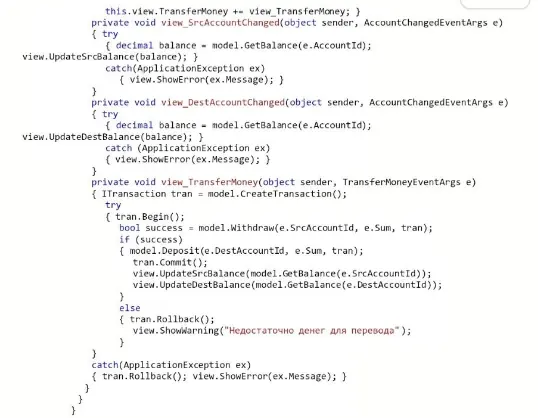 this.view.TransferMoney += view_TransferMoney; }
private void view_SrcAccountChanged(object sender, AccountChangedEventArgs e)
{ try
{ decimal balance = model.GetBalance(e.AccountId);
view.UpdateSrcBalance(balance); }
catch(ApplicationException ex)
{ view.ShowError(ex.Message); }
}
private void view_DestAccountChanged(object sender, AccountChangedEventArgs e)
{ try
{ decimal balance = model.GetBalance(e.AccountId);
view.UpdateDestBalance(balance); }
catch (ApplicationException ex)
{ view.ShowError(ex.Message); }
}
private void view_TransferMoney(object sender, TransferMoneyEventArgs e)
{ ITransaction tran = model.CreateTransaction();
try
{ tran.Begin();
bool success = model.Withdraw(e.SrcAccountId, e.Sum, tran);
if (success)
{ model.Deposit(e.DestAccountId, e.Sum, tran);
tran.Commit();
view.UpdateSrcBalance(model.GetBalance(e.SrcAccountId));
view.UpdateDestBalance(model.GetBalance(e.DestAccountId));
}
else
{ tran.Rollback();
view.ShowWarning("Недостаточно денег для перевода");
}
}
catch(ApplicationException ex)
{ tran.Rollback(); view.ShowError(ex.Message); }
}
}
}